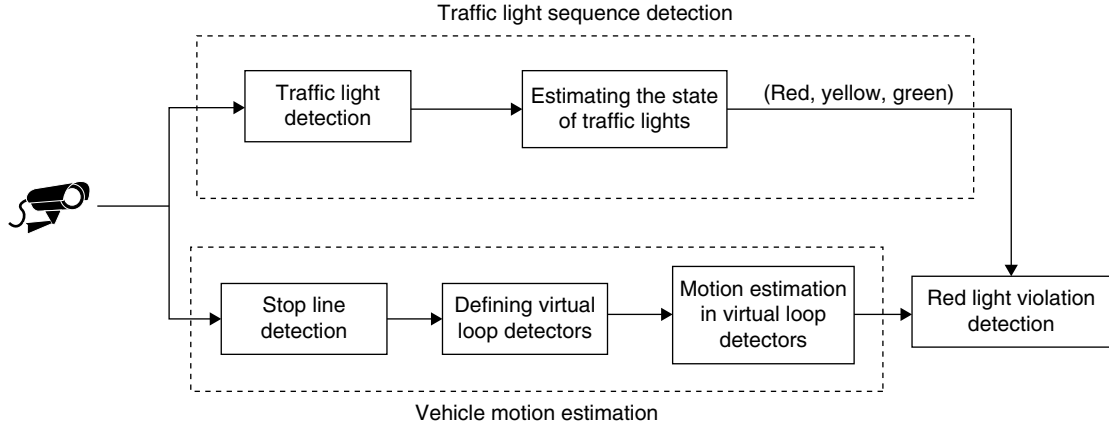 Traffic light sequence detection
Traffic light
detection
Estimating the state
of traffic lights
(Red, yellow, green)
Stop line
detection
Defining virtual
loop detectors
Motion estimation
in virtual loop
detectors
Red light violation
detection
Vehicle motion estimation